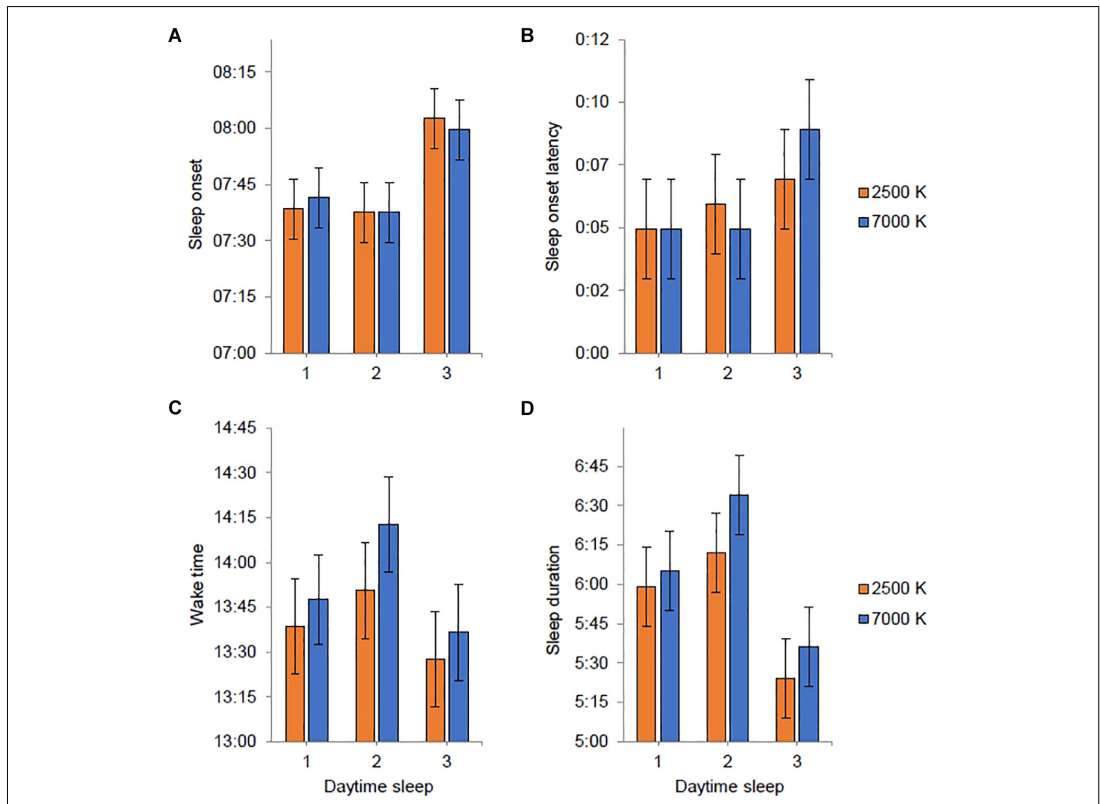 A
Sleep onset
08:15
08:00
07:45
07:30
07:15
07:00
1 2 3
B
Sleep onset latency
0:12
0:10
0:07
0:05
0:02
0:00
1 2 3
2500 K
7000 K
C
Wake time
14:45
14:30
14:15
14:00
13:45
13:30
13:15
13:00
1 2 3
Daytime sleep
D
Sleep duration
6:45
6:30
6:15
6:00
5:45
5:30
5:15
5:00
1 2 3
Daytime sleep
2500 K
7000 K